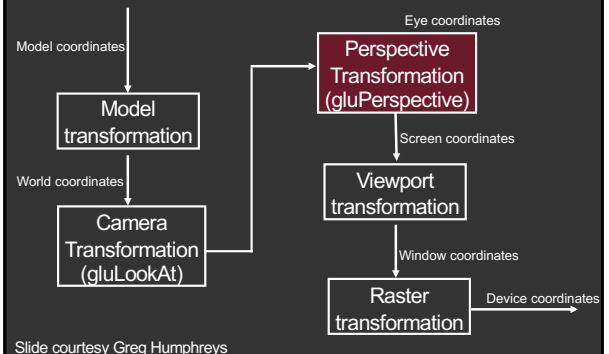 Model coordinates
Model
transformation
World coordinates
Camera
Transformation
(gluLookAt)
Eye coordinates
Perspective
Transformation
(gluPerspective)
Screen coordinates
Viewport
transformation
Window coordinates
Raster
transformation
Device coordinates
Slide courtesy Greg Humphreys